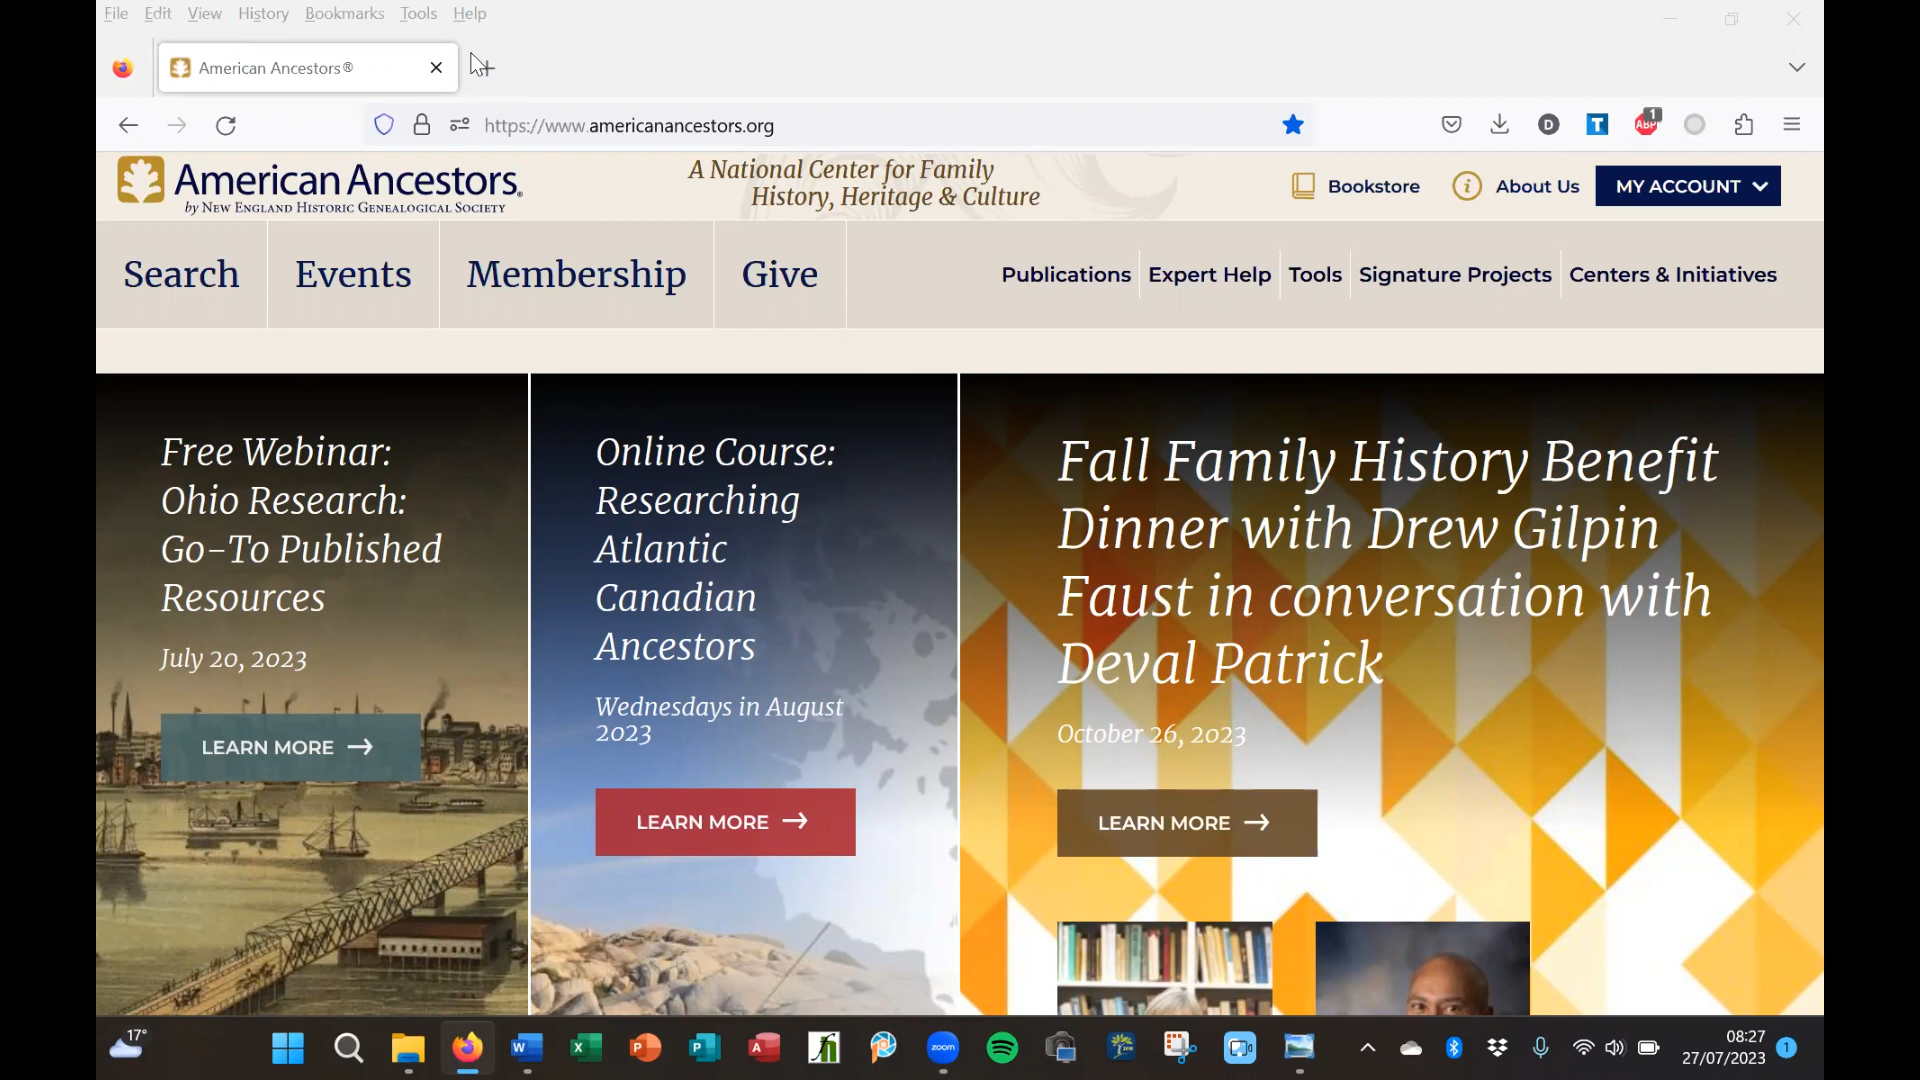 File Edit View History Bookmarks Tools Help
American Ancestors®
https://www.americanancestors.org
1
D
T
ABP
American Ancestors®
by NEW ENGLAND HISTORIC GENEALOGICAL SOCIETY
A National Center for Family
History, Heritage & Culture
Bookstore
About Us
MY ACCOUNT
Search
Events
Membership
Give
Publications
Expert Help
Tools
Signature Projects
Centers & Initiatives
Free Webinar:
Ohio Research:
Go-To Published
Resources
July 20, 2023
LEARN MORE
Online Course:
Researching
Atlantic
Canadian
Ancestors
Wednesdays in August
2023
LEARN MORE
Fall Family History Benefit
Dinner with Drew Gilpin
Faust in conversation with
Deval Patrick
October 26, 2023
LEARN MORE
17°
W
X
P
P
A
zoom
08:27
27/07/2023
1